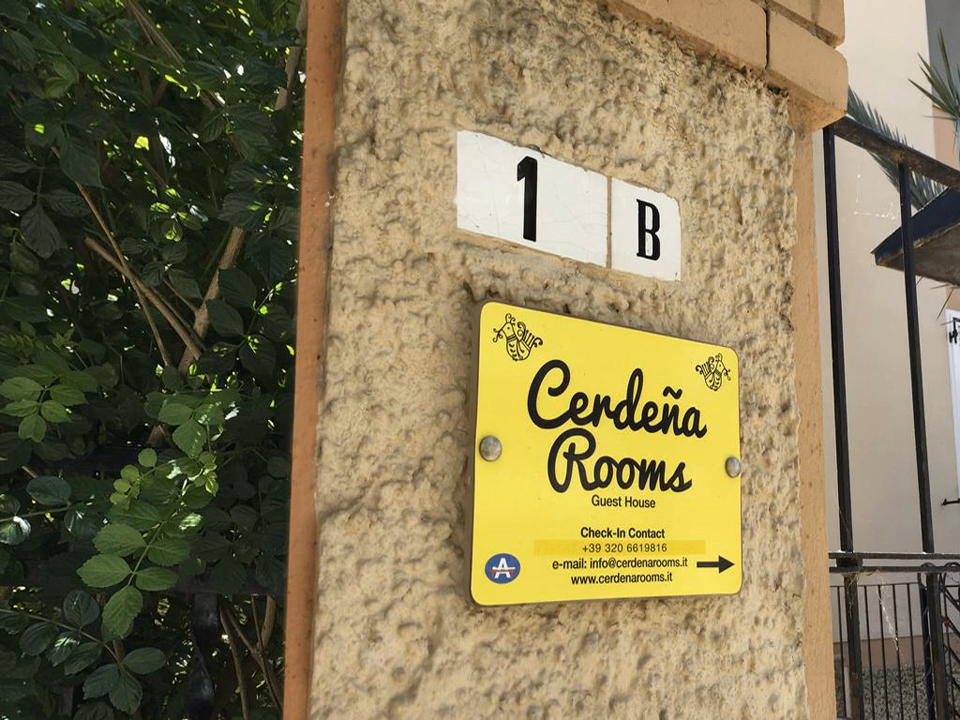 1 B
Cerdeña
Rooms
Guest House
Check-In Contact
+39 320 6619816
e-mail: info@cerdenarooms.it
www.cerdenarooms.it
A